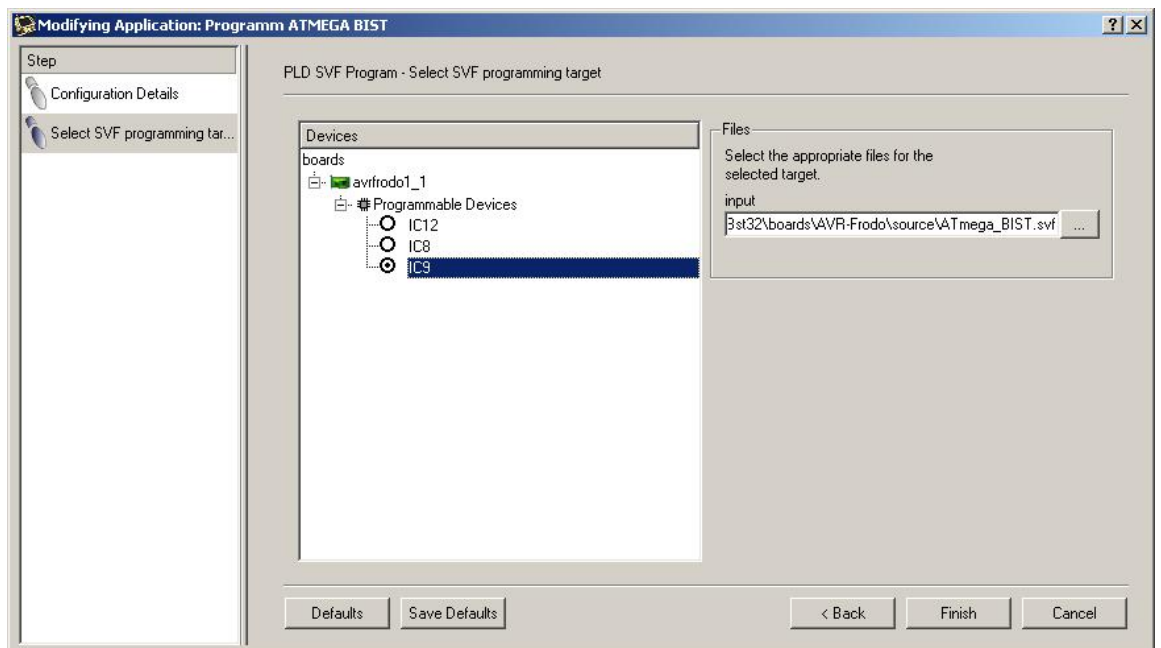 Modifying Application: Programm ATMEGA BIST
Step
Configuration Details
Select SVF programming tar...
PLD SVF Program - Select SVF programming target
Devices
boards
avrfrodo1_1
Programmable Devices
IC12
IC8
IC9
Files
Select the appropriate files for the
selected target.
input
3st32\boards\AVR-Frodo\source\ATmega_BIST.svf
...
Defaults
Save Defaults
< Back
Finish
Cancel